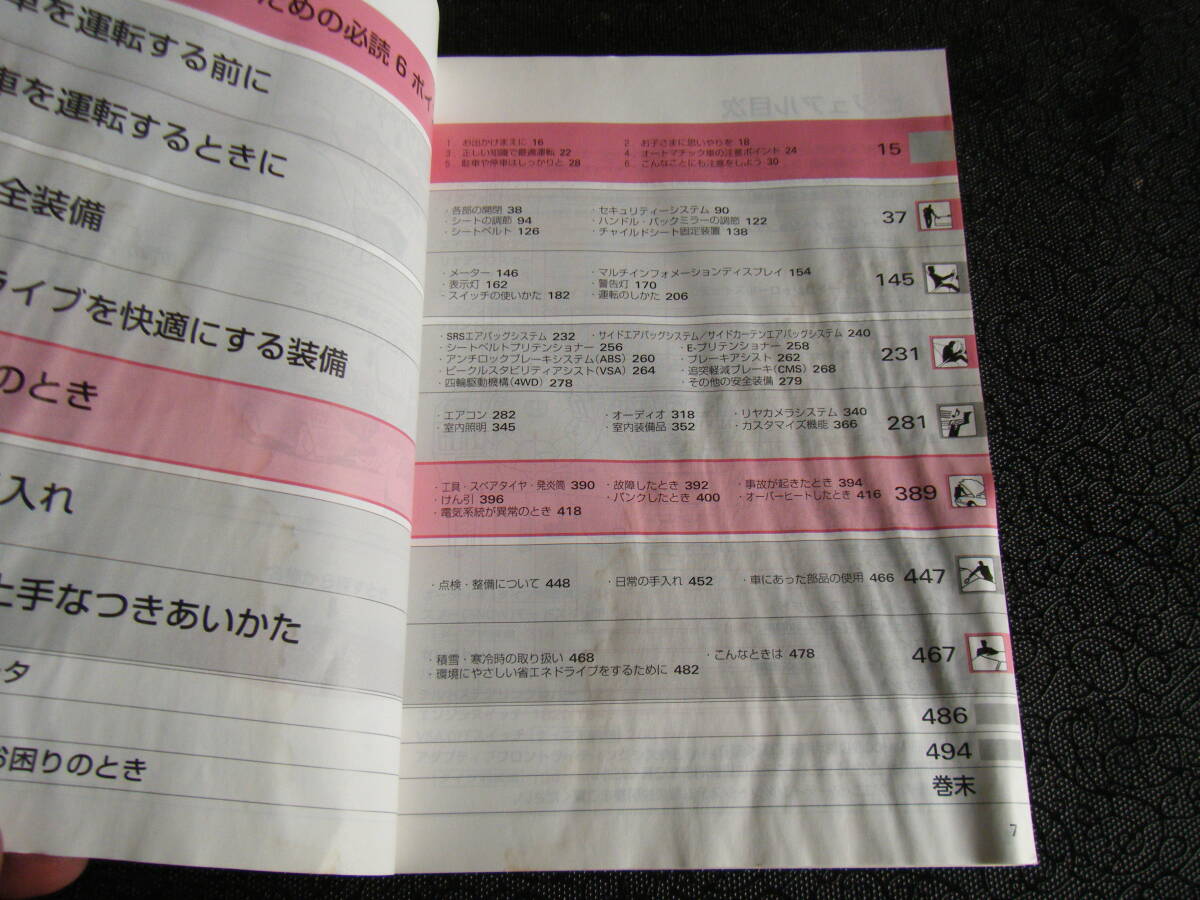 ための必読6ポイ
車を運転する前に
車を運転するときに
全装備
ライブを快適にする装備
のとき
入れ
上手なつきあいかた
ータ
お困りのとき
ュアル目次
1. お出かけまえに 16
2. お子さまに思いやりを 18
3. 正しい知識で最適運転 22
4. オートマチック車の注意ポイント 24
5. 駐車や停車はしっかりと 28
6. こんなことにも注意をしよう 30
15
・各部の開閉 38
・セキュリティーシステム 90
・シートの調節 94
・ハンドル・バックミラーの調節 122
・シートベルト 126
・チャイルドシート固定装置 138
37
・メーター 146
・マルチインフォメーションディスプレイ 154
・表示灯 162
・警告灯 170
・スイッチの使いかた 182
・運転のしかた 206
145
・SRSエアバッグシステム 232
・サイドエアバッグシステム/サイドカーテンエアバッグシステム 240
・シートベルトプリテンショナー 256
・E-プリテンショナー 258
・アンチロックブレーキシステム(ABS) 260
・ブレーキアシスト 262
・ビークルスタビリティアシスト(VSA) 264
・追突軽減ブレーキ(CMS) 268
・四輪駆動機構(4WD) 278
・その他の安全装備 279
231
・エアコン 282
・オーディオ 318
・リヤカメラシステム 340
・室内照明 345
・室内装備品 352
・カスタマイズ機能 366
281
・工具・スペアタイヤ・発炎筒 390
・故障したとき 392
・事故が起きたとき 394
・けん引 396
・パンクしたとき 400
・オーバーヒートしたとき 416
・電気系統が異常のとき 418
389
・点検・整備について 448
・日常の手入れ 452
・車にあった部品の使用 466
447
・積雪・寒冷時の取り扱い 468
・こんなときは 478
・環境にやさしい省エネドライブをするために 482
467
486
494
巻末
7